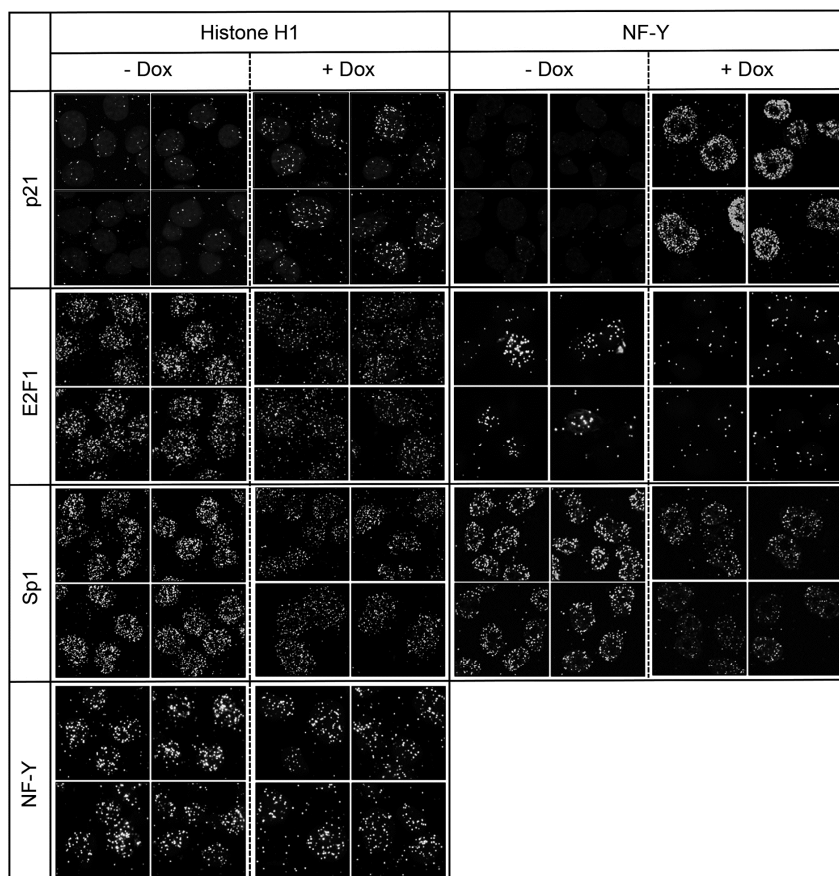 Histone H1 NF-Y
- Dox + Dox - Dox + Dox
p21
E2F1
Sp1
NF-Y